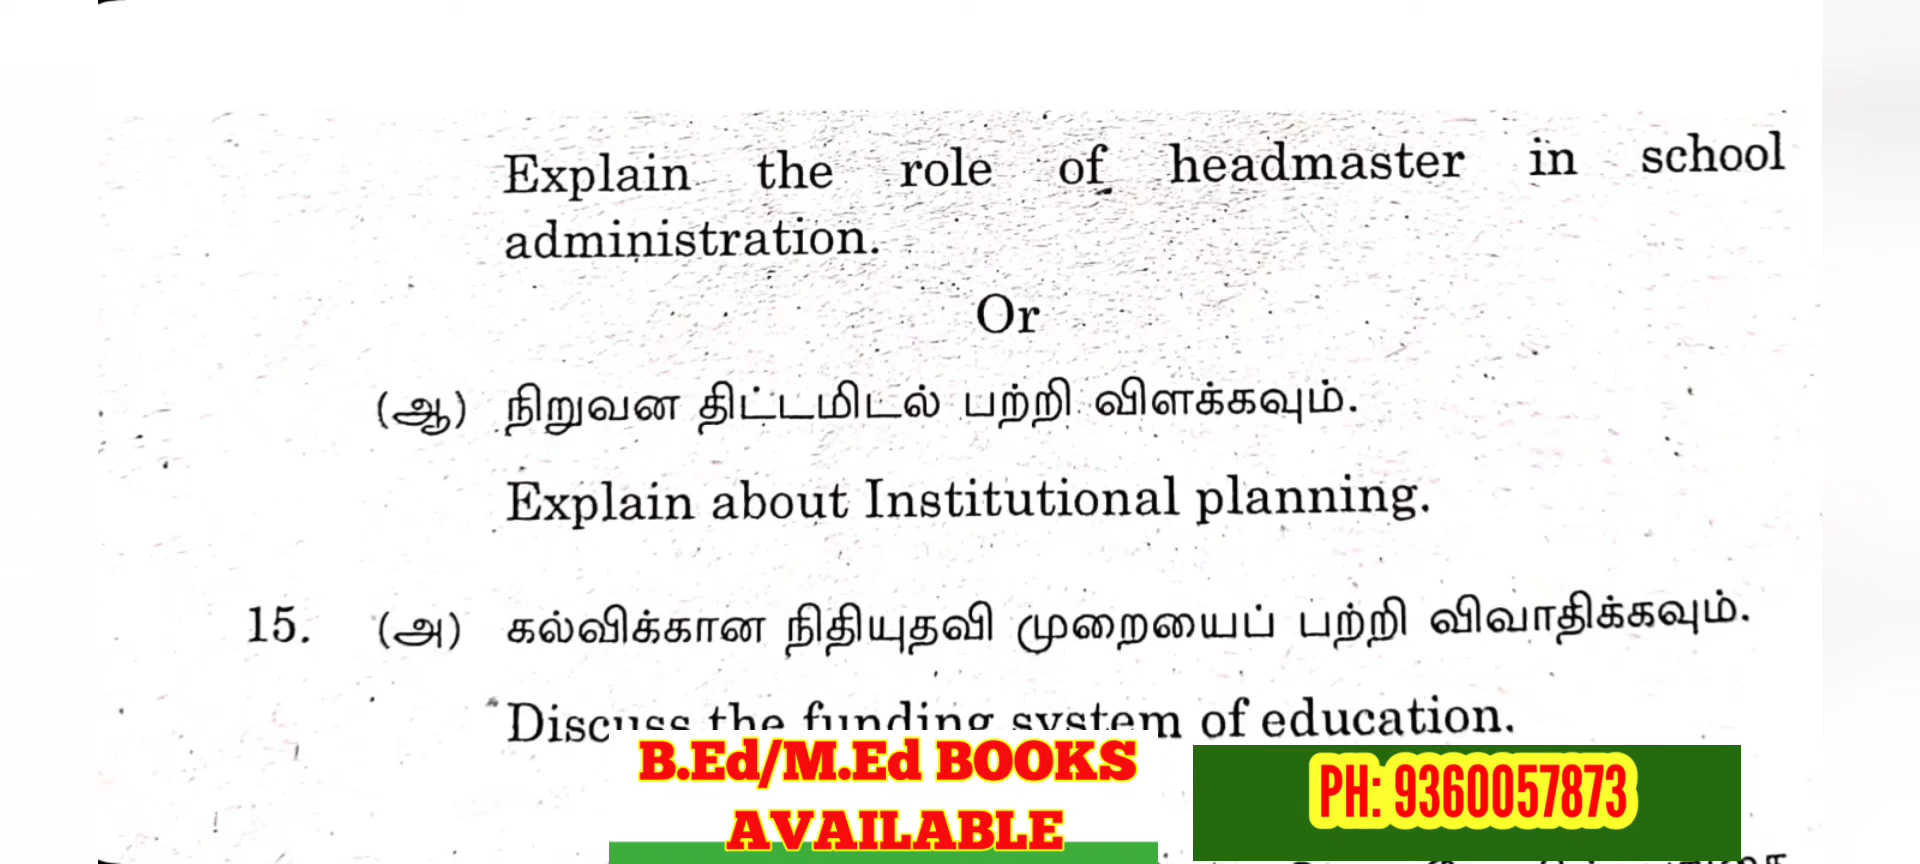 Explain the role of headmaster in school
administration.
Or
(ஆ) நிறுவன திட்டமிடல் பற்றி விளக்கவும்.
Explain about Institutional planning.
15. (அ) கல்விக்கான நிதியுதவி முறையைப் பற்றி விவாதிக்கவும்.
Discuss the funding system of education.
B.Ed/M.Ed BOOKS
AVAILABLE
PH: 9360057873